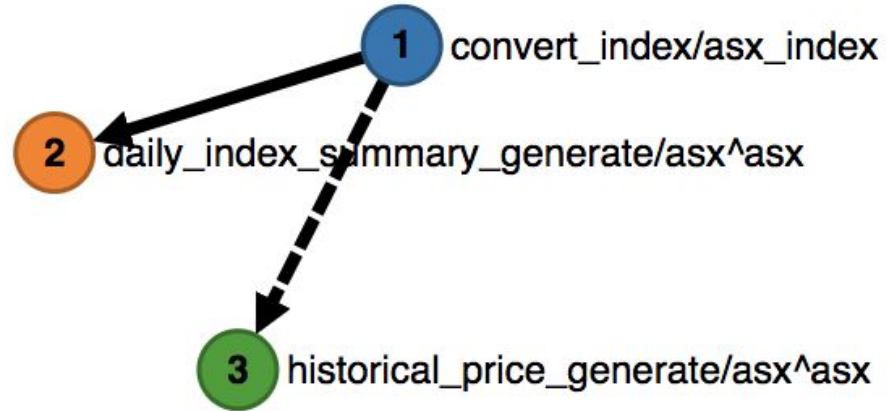 1 convert_index/asx_index
2 daily_index_summary_generate/asx^asx
3 historical_price_generate/asx^asx